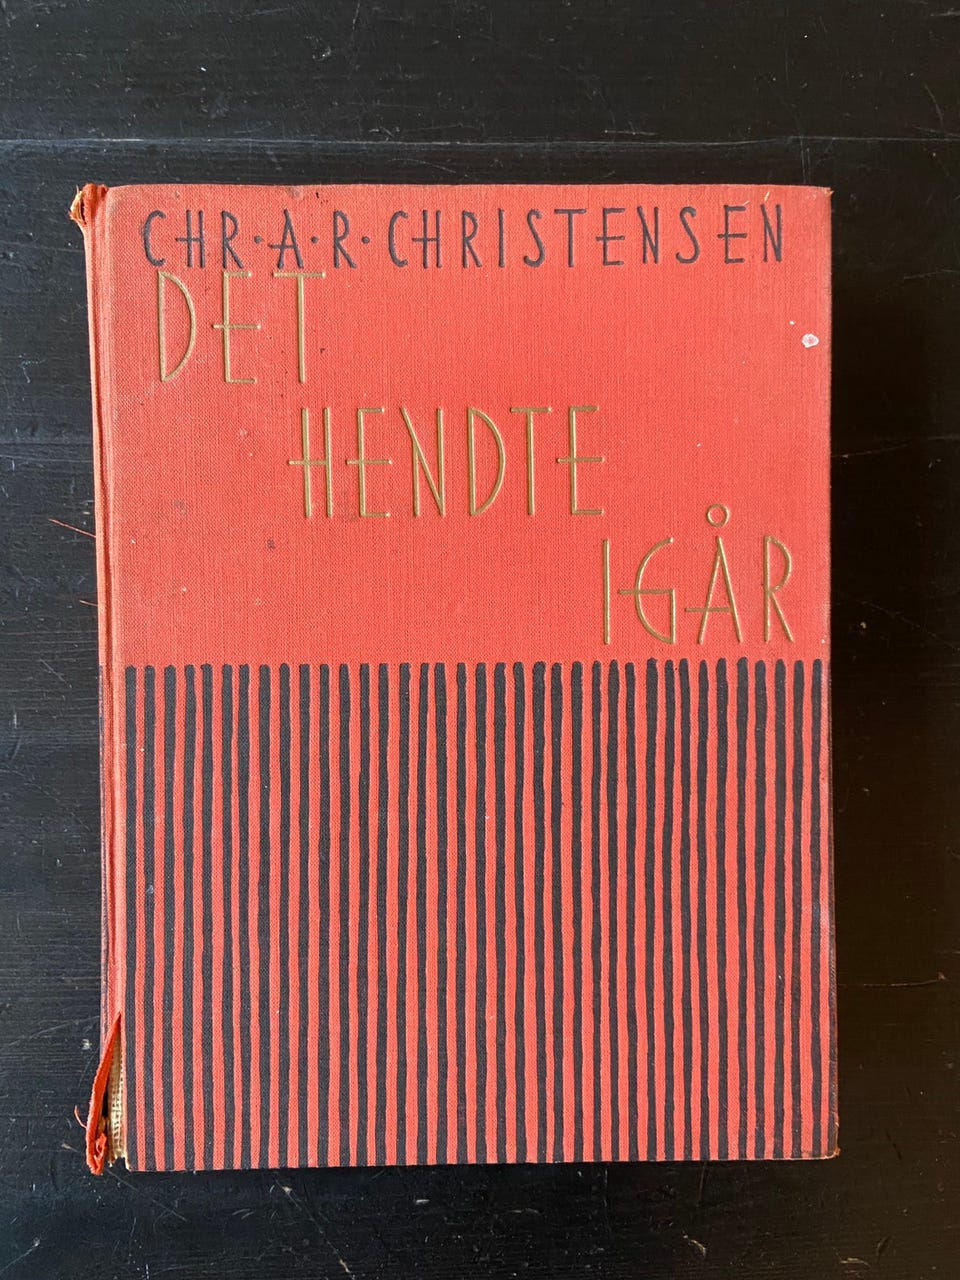 CHR·A·R·CHRISTENSEN
DET
HENDTE
IGÅR